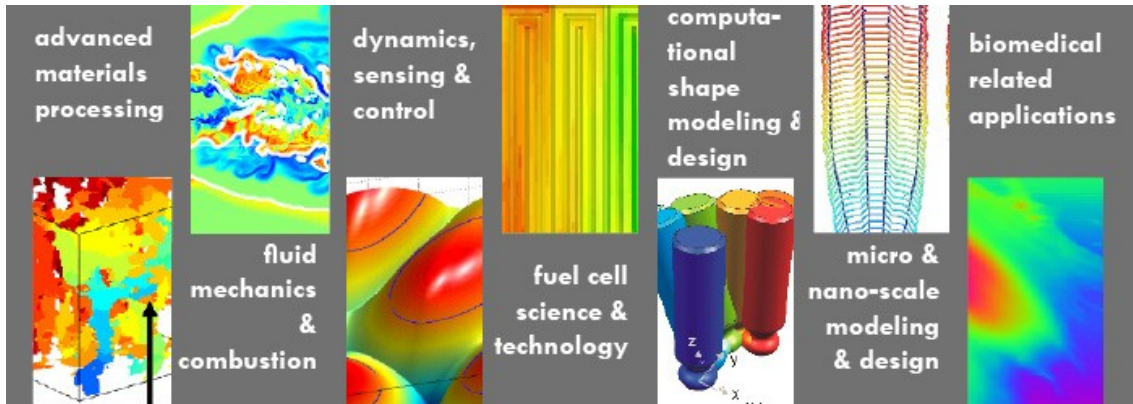 advanced
materials
processing
fluid
mechanics
&
combustion
dynamics,
sensing &
control
fuel cell
science &
technology
computa-
tional
shape
modeling &
design
z
y
x
micro &
nano-scale
modeling
& design
biomedical
related
applications